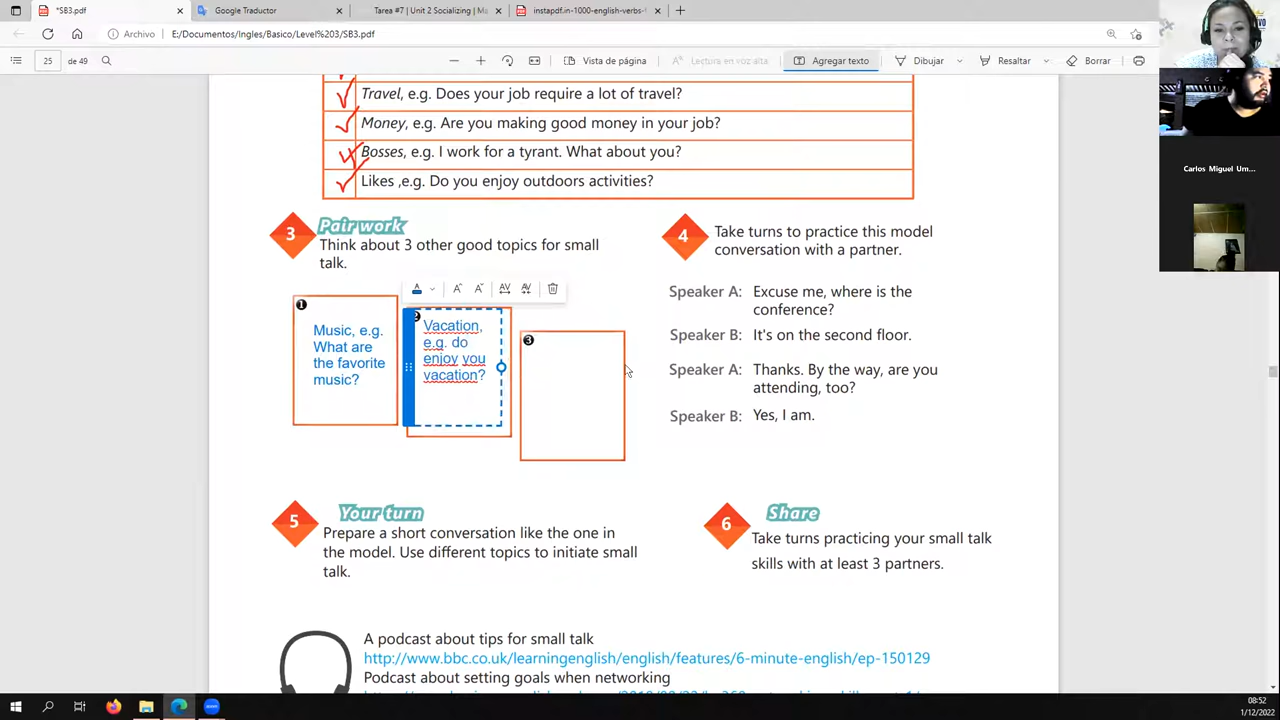 *SB3.pdf
Google Traductor
Tarea #7 | Unit 2 Socializing | M
instapdf.in-1000-english-verbs-
Archivo
E:/Documentos/Ingles/Basico/Level%203/SB3.pdf
25
de 49
Vista de página
Lectura en voz alta
Agregar texto
Dibujar
Resaltar
Borrar
Travel, e.g. Does your job require a lot of travel?
Money, e.g. Are you making good money in your job?
Bosses, e.g. I work for a tyrant. What about you?
Likes ,e.g. Do you enjoy outdoors activities?
Carlos Miguel Um...
3
Pair work
Think about 3 other good topics for small
talk.
1
Music, e.g.
What are
the favorite
music?
2
Vacation,
e.g. do
enjoy you
vacation?
3
4
Take turns to practice this model
conversation with a partner.
Speaker A: Excuse me, where is the
conference?
Speaker B: It's on the second floor.
Speaker A: Thanks. By the way, are you
attending, too?
Speaker B: Yes, I am.
5
Your turn
Prepare a short conversation like the one in
the model. Use different topics to initiate small
talk.
6
Share
Take turns practicing your small talk
skills with at least 3 partners.
A podcast about tips for small talk
http://www.bbc.co.uk/learningenglish/english/features/6-minute-english/ep-150129
Podcast about setting goals when networking
08:52
1/12/2022